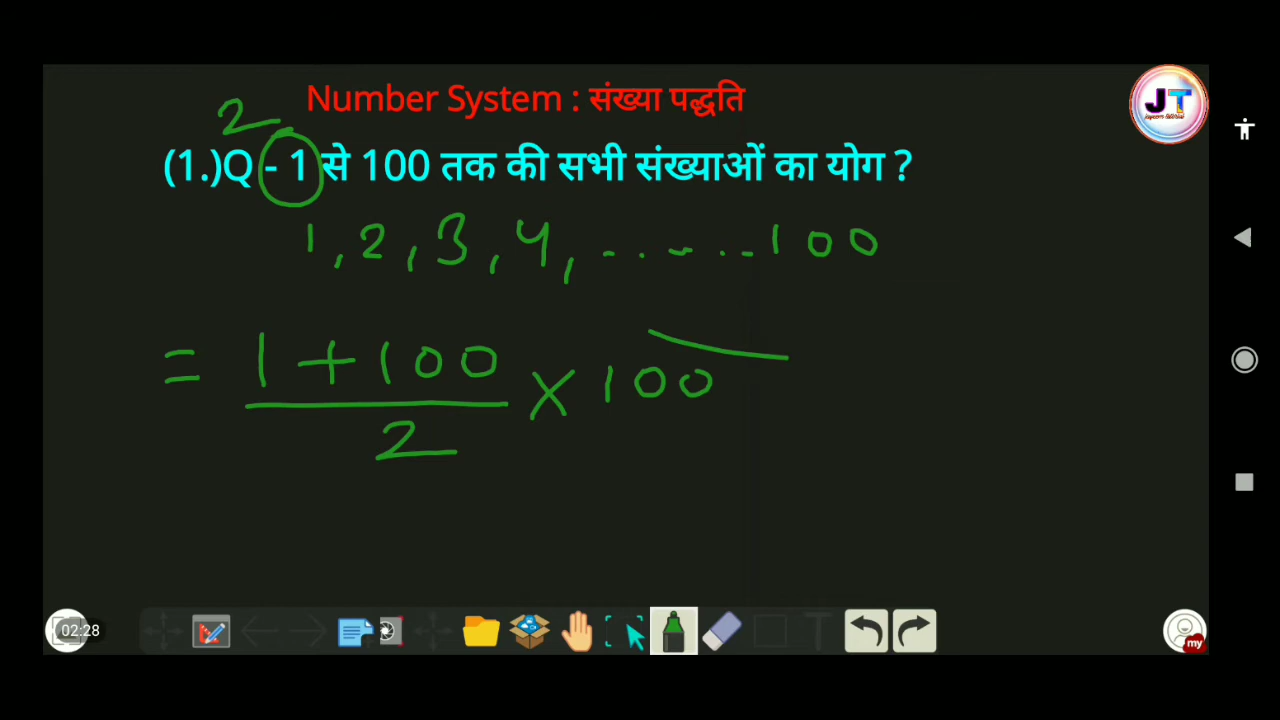 Number System : संख्या पद्धति
JT
2
(1.)Q - 1 से 100 तक की सभी संख्याओं का योग ?
1, 2, 3, 4, ...... 100
= 1 + 100 / 2 × 100
02:28
my